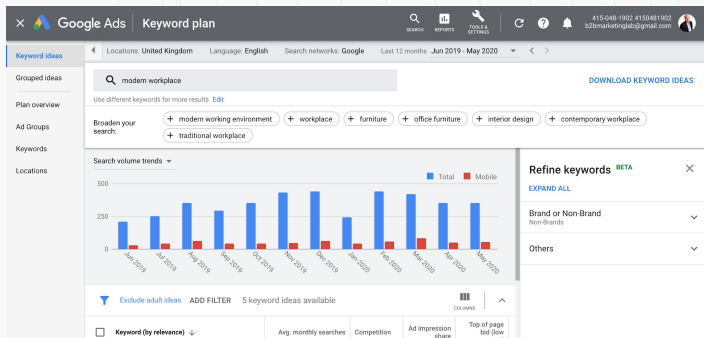 Google Ads Keyword plan
SEARCH
REPORTS
TOOLS &
SETTINGS
415-048-1902 4150481902
b2bmarketinglab@gmail.com
Keyword ideas
Grouped ideas
Plan overview
Ad Groups
Keywords
Locations
Locations: United Kingdom Language: English Search networks: Google Last 12 months Jun 2019 - May 2020
modern workplace
DOWNLOAD KEYWORD IDEAS
Use different keywords for more results Edit
Broaden your
search:
+ modern working environment + workplace + furniture + office furniture + interior design + contemporary workplace
+ traditional workplace
Search volume trends
Total Mobile
500
250
0
Jun 2019 Jul 2019 Aug 2019 Sep 2019 Oct 2019 Nov 2019 Dec 2019 Jan 2020 Feb 2020 Mar 2020 Apr 2020 May 2020
Refine keywords BETA
EXPAND ALL
Brand or Non-Brand
Non-Brands
Others
Exclude adult ideas ADD FILTER 5 keyword ideas available
COLUMNS
Keyword (by relevance) Avg. monthly searches Competition
Ad impression
share
Top of page
bid (low